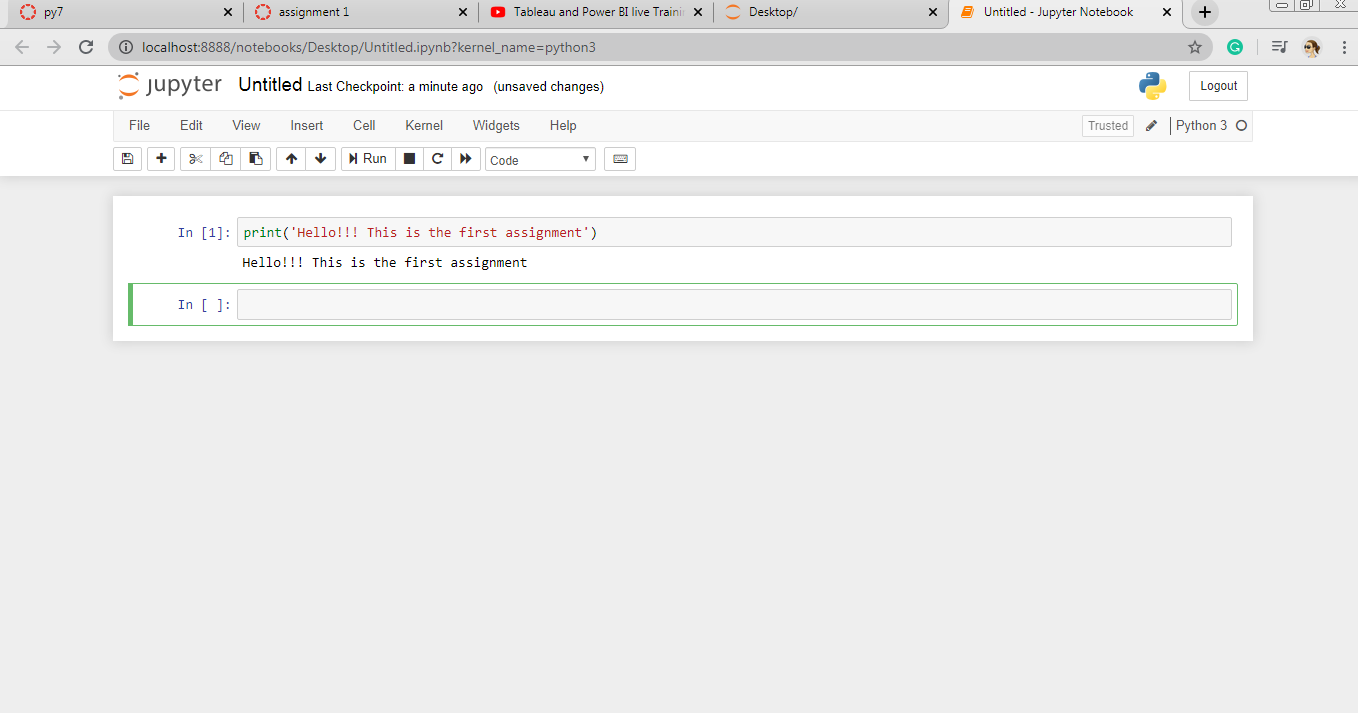 py7 assignment 1 Tableau and Power BI live Traini Desktop/ Untitled - Jupyter Notebook
localhost:8888/notebooks/Desktop/Untitled.ipynb?kernel_name=python3
jupyter Untitled Last Checkpoint: a minute ago (unsaved changes) Logout
File Edit View Insert Cell Kernel Widgets Help Trusted Python 3
Run Code
In [1]: print('Hello!!! This is the first assignment')
Hello!!! This is the first assignment
In [ ]: